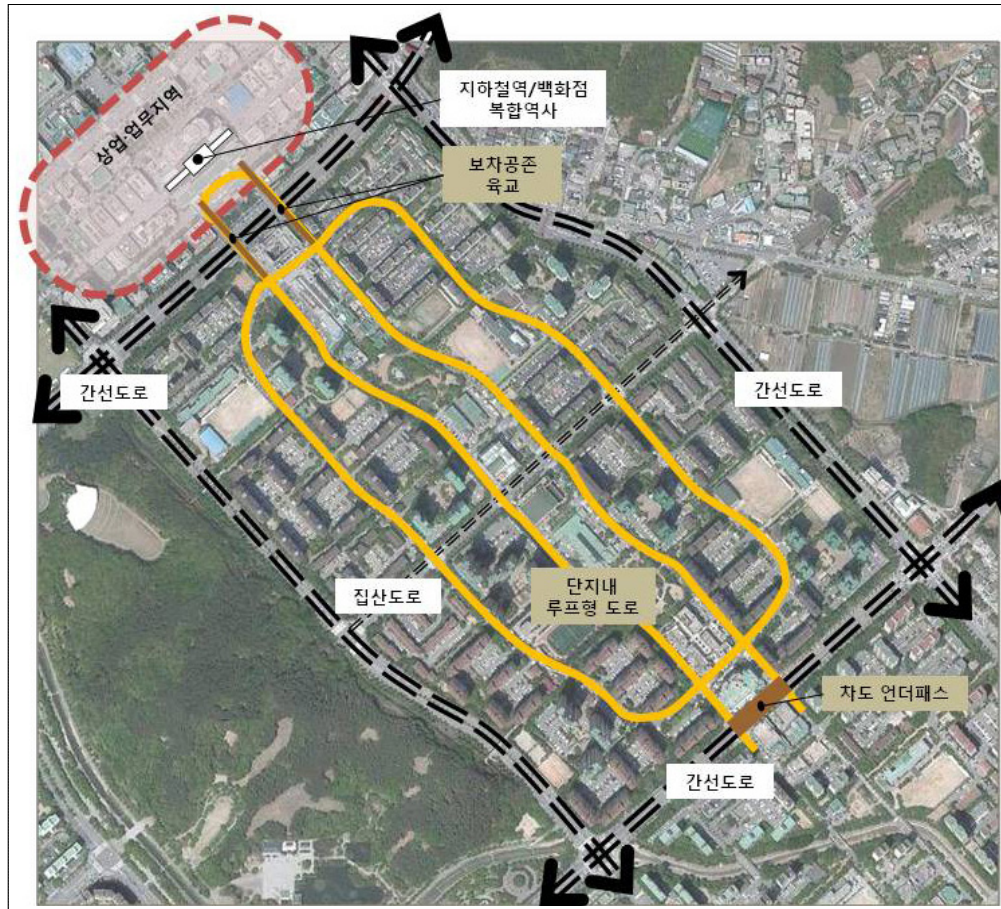 지하철역/백화점
복합역사
상업·업무지역
보차공존
육교
간선도로
간선도로
집산도로
단지내
루프형 도로
차도 언더패스
간선도로